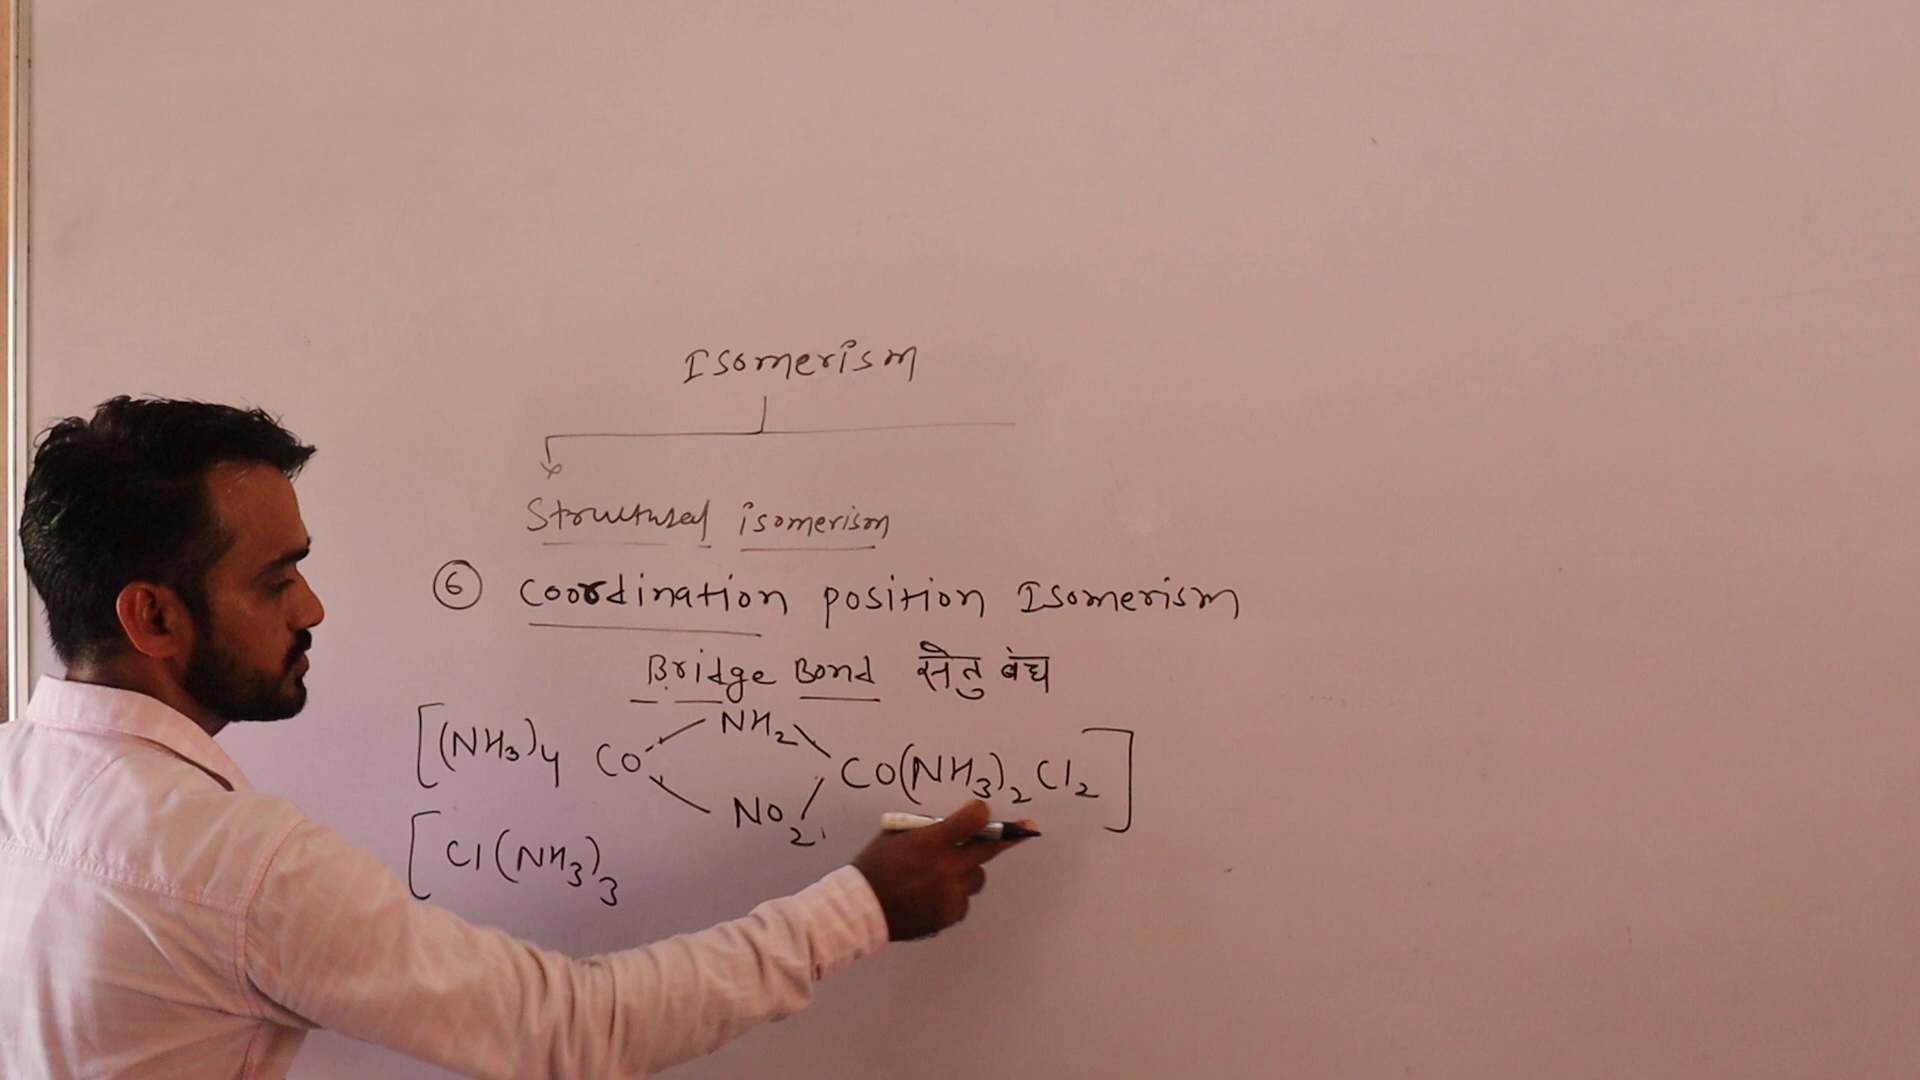 Isomerism
Structural isomerism
⑥ Coordination position Isomerism
Bridge Bond सेतु बंध
[(NH₃)₄ Co NH₂ NO₂ CO(NH₃)₂Cl₂]
[Cl(NH₃)₃